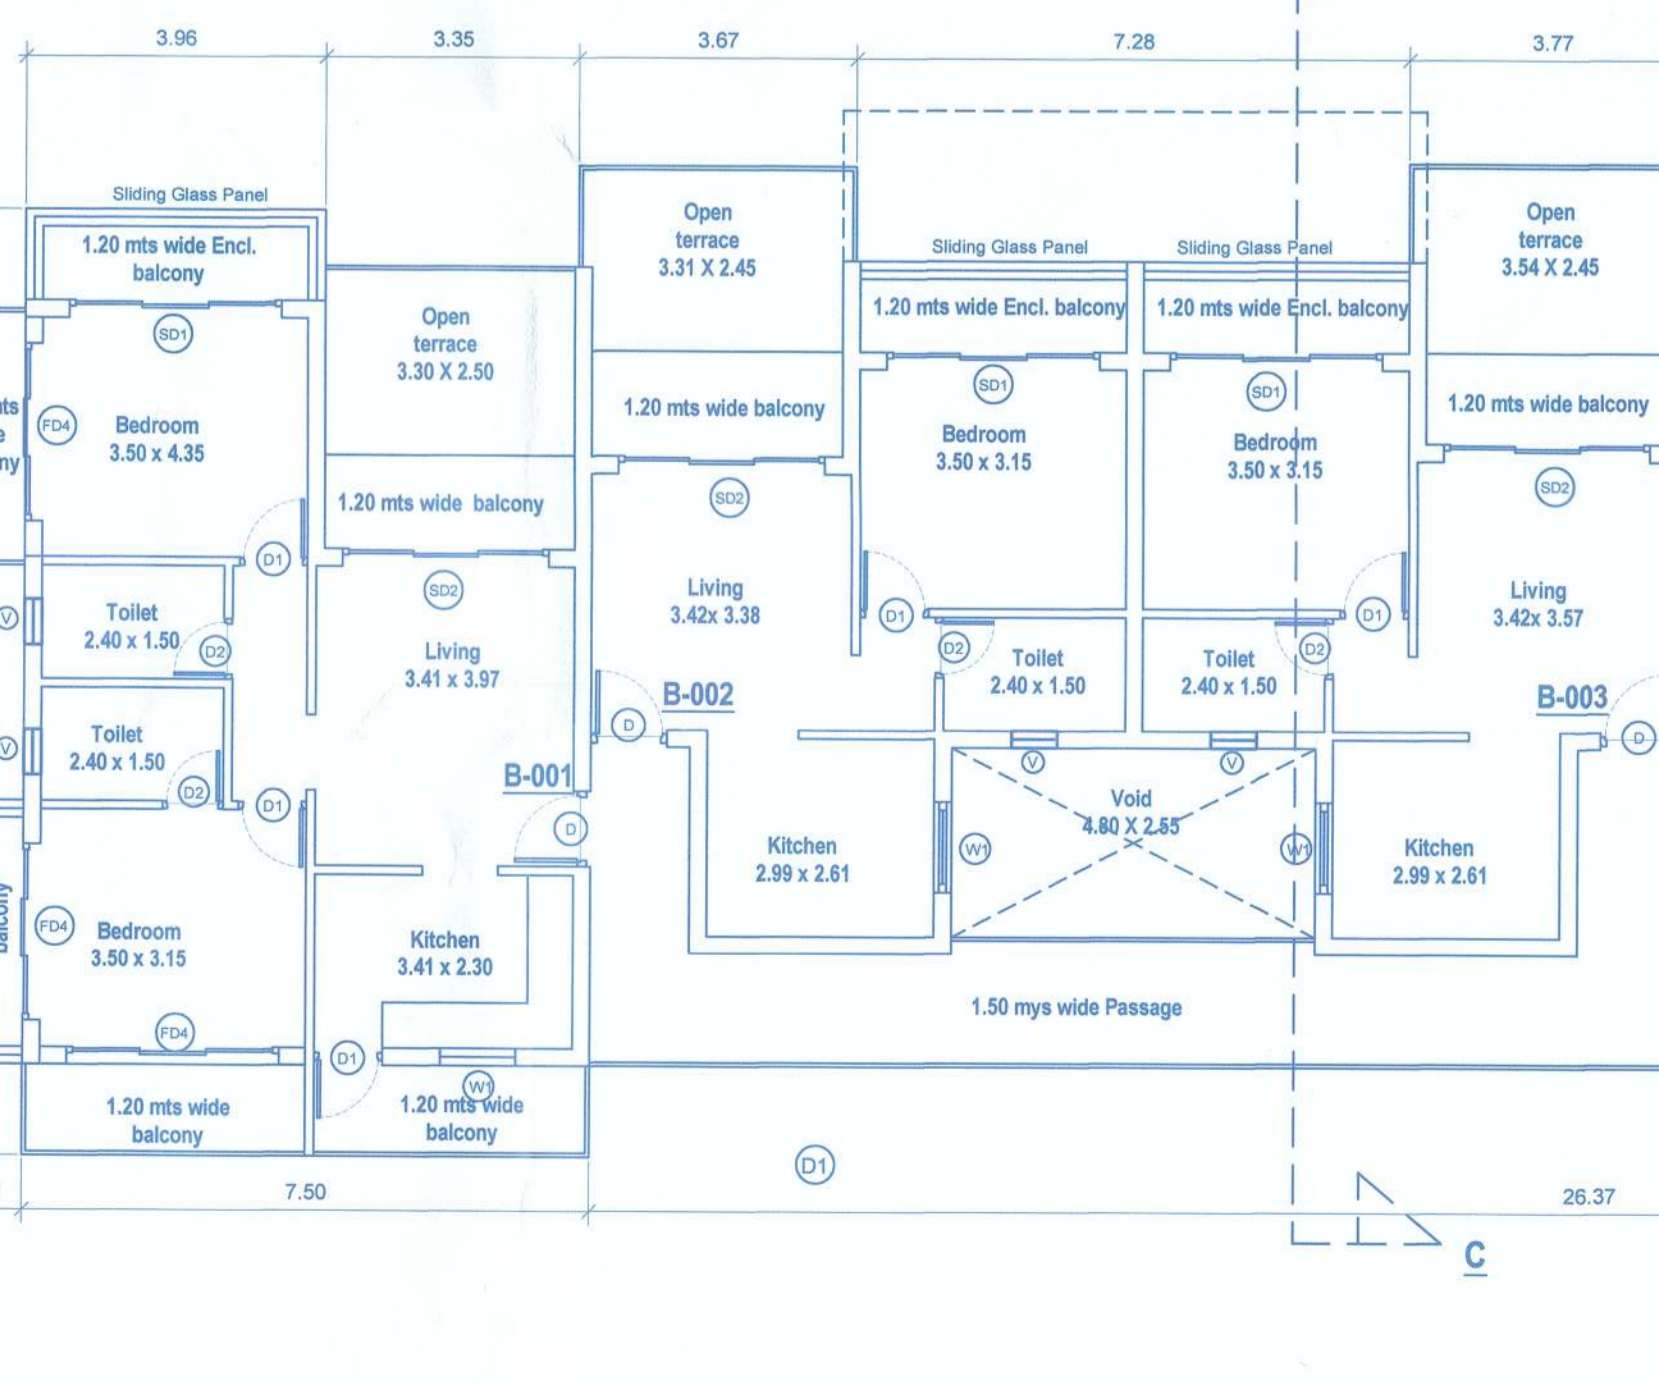 3.96
3.35
3.67
7.28
3.77
Sliding Glass Panel
1.20 mts wide Encl.
balcony
SD1
FD4
Bedroom
3.50 x 4.35
D1
Toilet
2.40 x 1.50
D2
V
Toilet
2.40 x 1.50
D2
V
D1
FD4
Bedroom
3.50 x 3.15
FD4
1.20 mts wide
balcony
balcony
Open
terrace
3.30 X 2.50
1.20 mts wide balcony
SD2
Living
3.41 x 3.97
B-001
D
Kitchen
3.41 x 2.30
D1
W1
1.20 mts wide
balcony
7.50
Open
terrace
3.31 X 2.45
1.20 mts wide balcony
SD2
Living
3.42x 3.38
B-002
D
Kitchen
2.99 x 2.61
Sliding Glass Panel
1.20 mts wide Encl. balcony
SD1
Bedroom
3.50 x 3.15
D1
D2
Toilet
2.40 x 1.50
V
W1
Void
4.80 X 2.55
Sliding Glass Panel
1.20 mts wide Encl. balcony
SD1
Bedroom
3.50 x 3.15
D1
D2
Toilet
2.40 x 1.50
V
W1
Open
terrace
3.54 X 2.45
1.20 mts wide balcony
SD2
Living
3.42x 3.57
B-003
D
Kitchen
2.99 x 2.61
1.50 mys wide Passage
D1
26.37
C